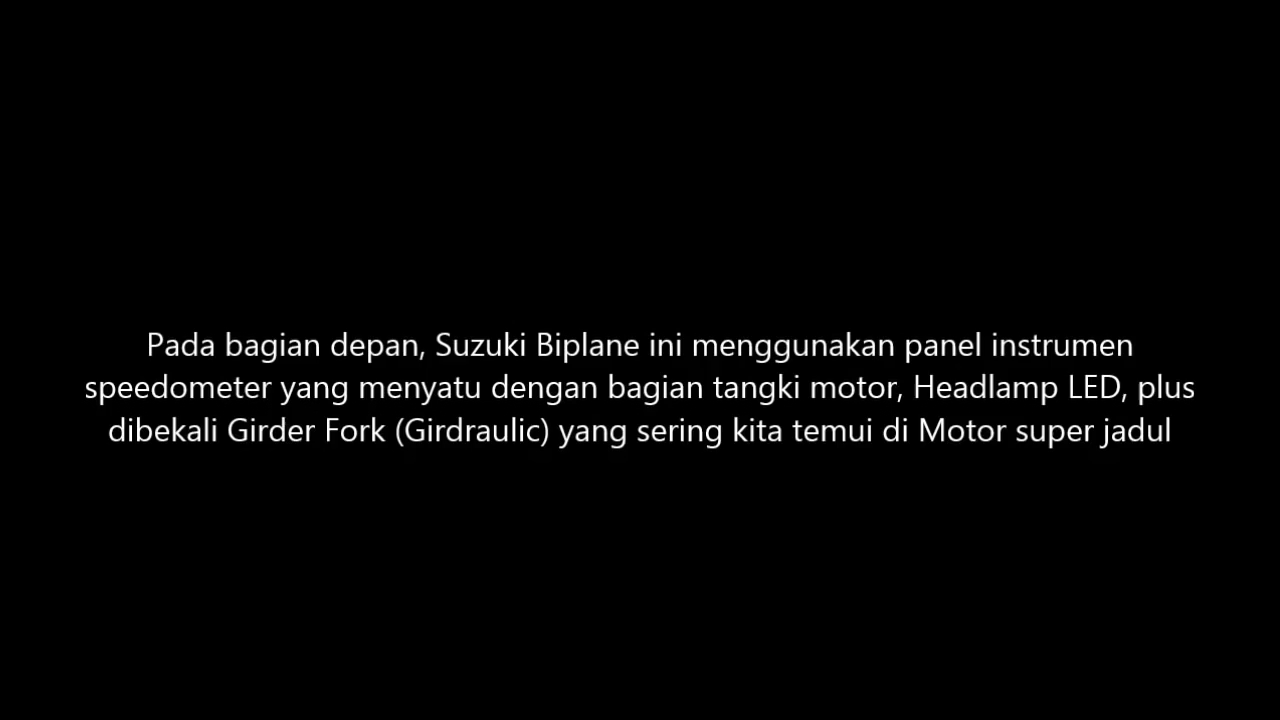 Pada bagian depan, Suzuki Biplane ini menggunakan panel instrumen
speedometer yang menyatu dengan bagian tangki motor, Headlamp LED, plus
dibekali Girder Fork (Girdraulic) yang sering kita temui di Motor super jadul